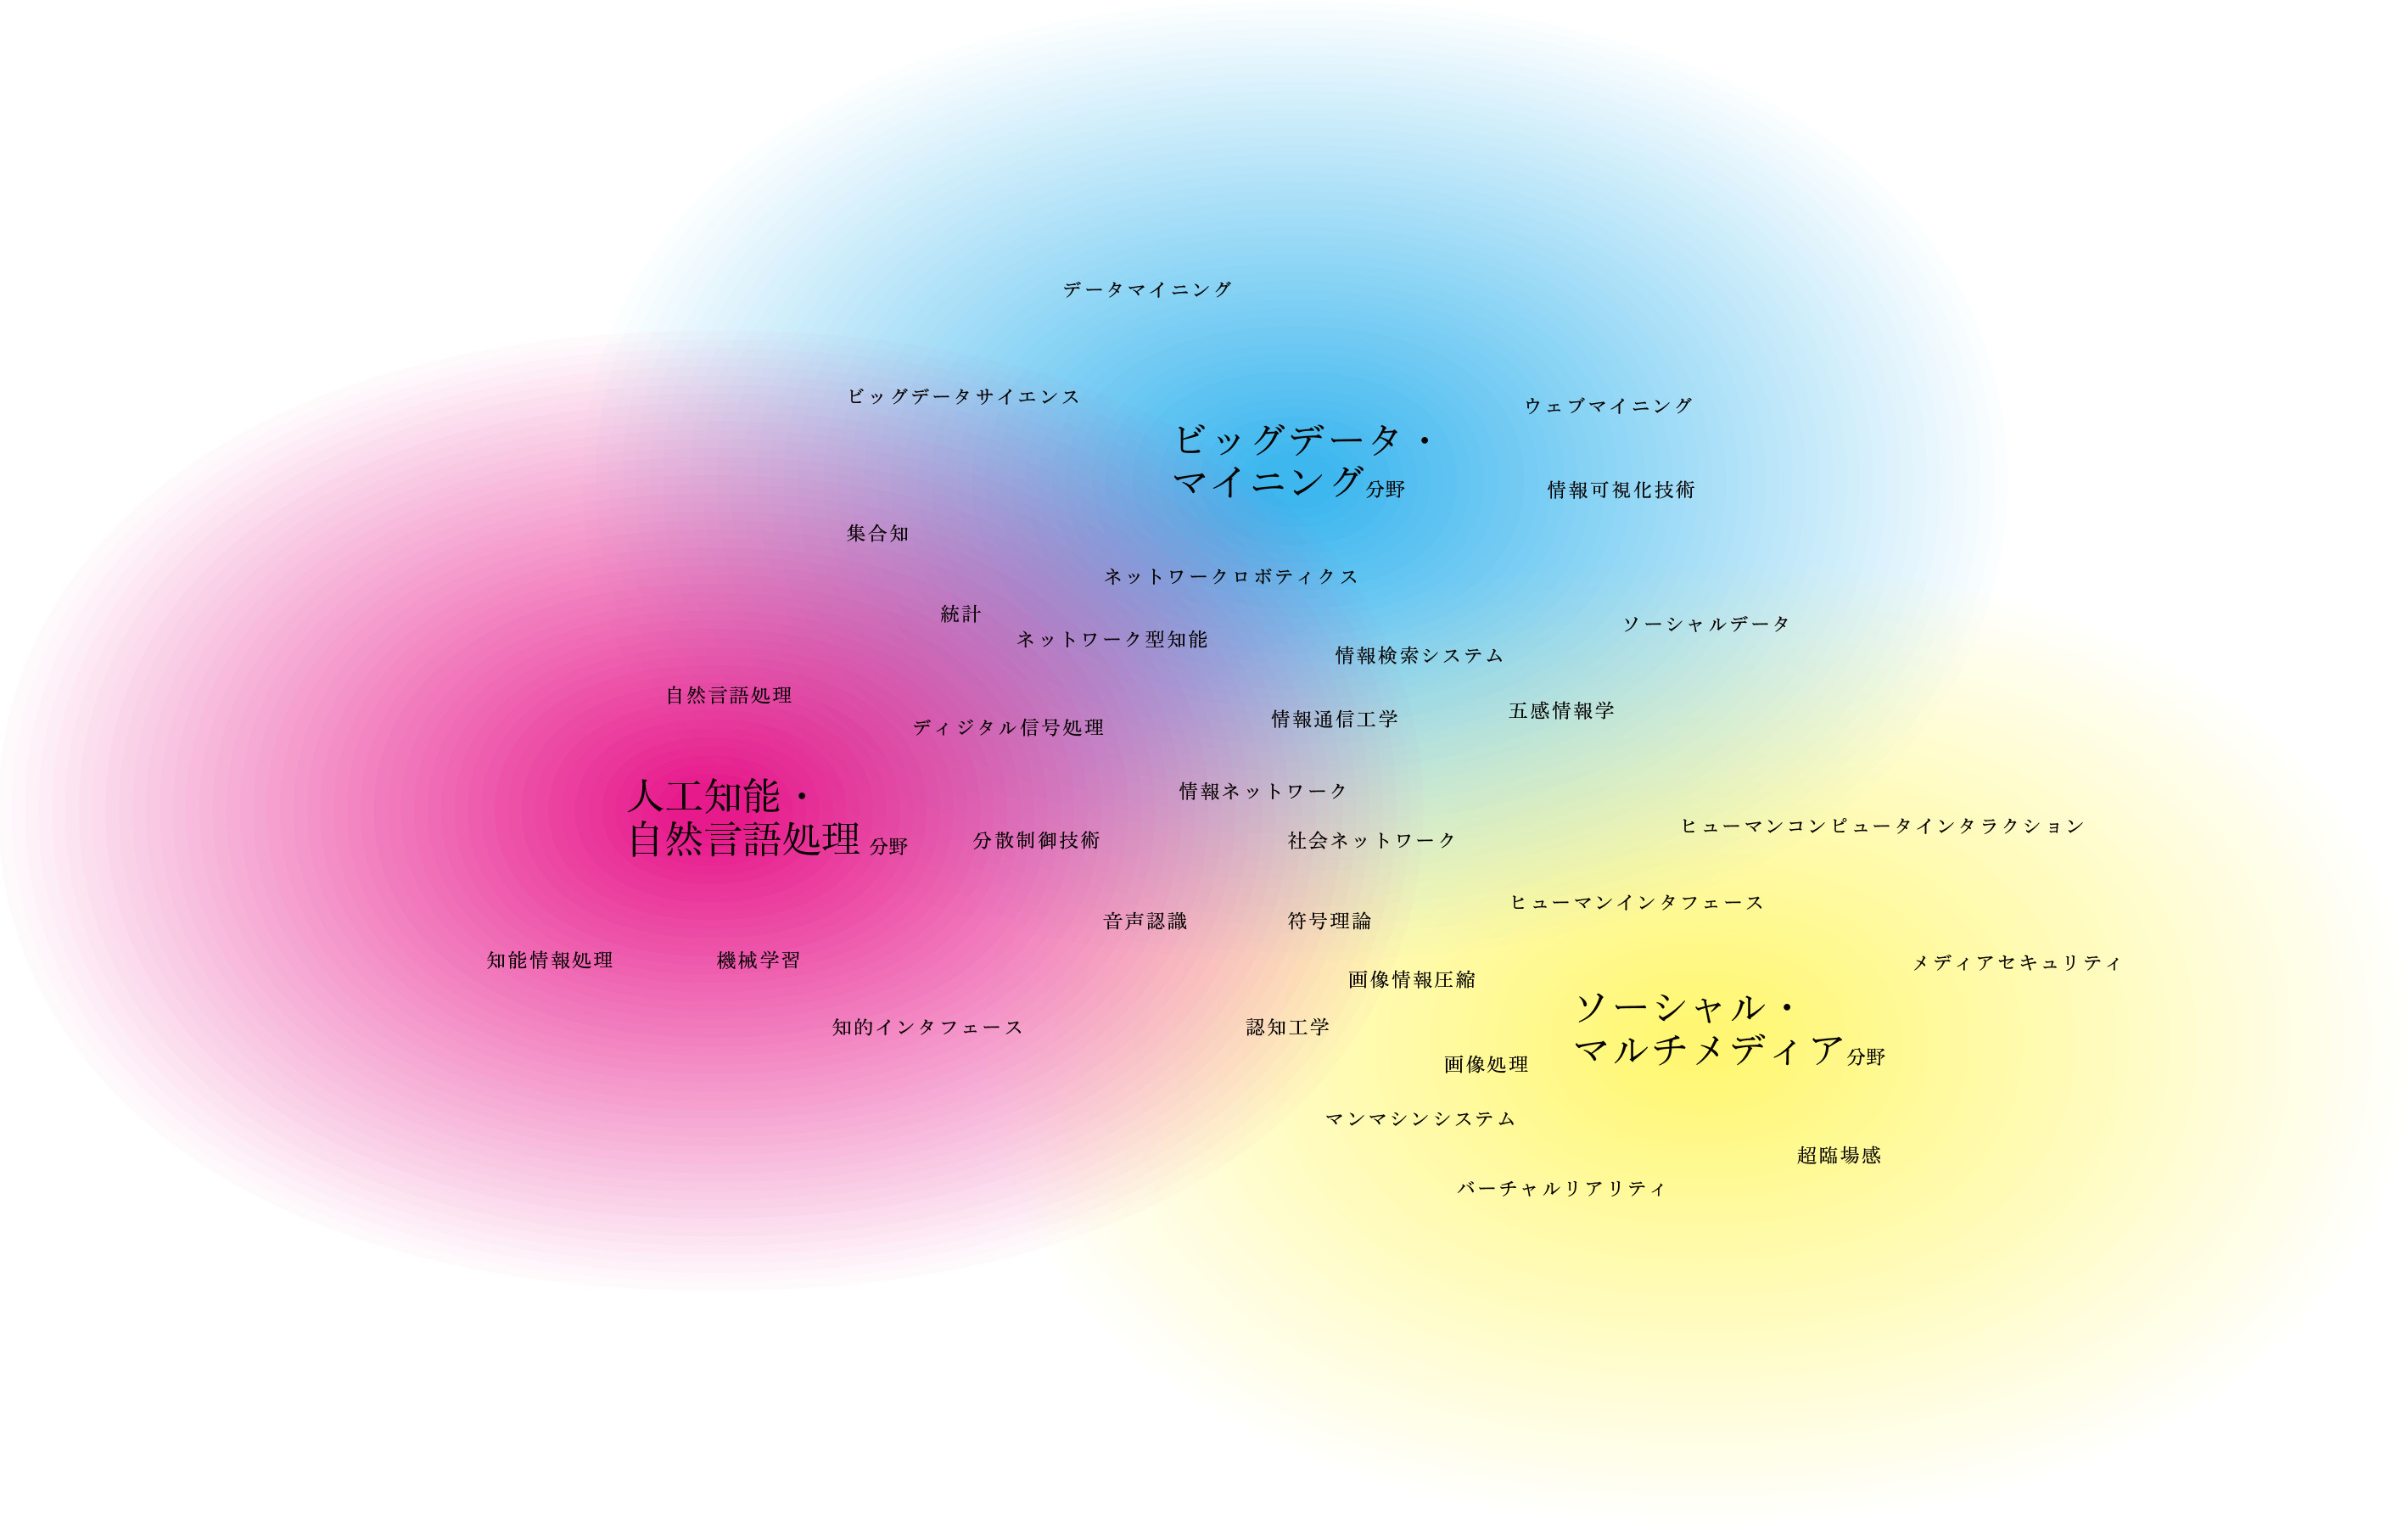 データマイニング
ビッグデータサイエンス
ウェブマイニング
ビッグデータ・
マイニング分野
情報可視化技術
集合知
ネットワークロボティクス
統計
ソーシャルデータ
ネットワーク型知能
情報検索システム
自然言語処理
五感情報学
情報通信工学
ディジタル信号処理
人工知能・
自然言語処理 分野
情報ネットワーク
ヒューマンコンピュータインタラクション
分散制御技術
社会ネットワーク
ヒューマンインタフェース
音声認識
符号理論
知能情報処理
機械学習
メディアセキュリティ
画像情報圧縮
ソーシャル・
マルチメディア分野
知的インタフェース
認知工学
画像処理
マンマシンシステム
超臨場感
バーチャルリアリティ